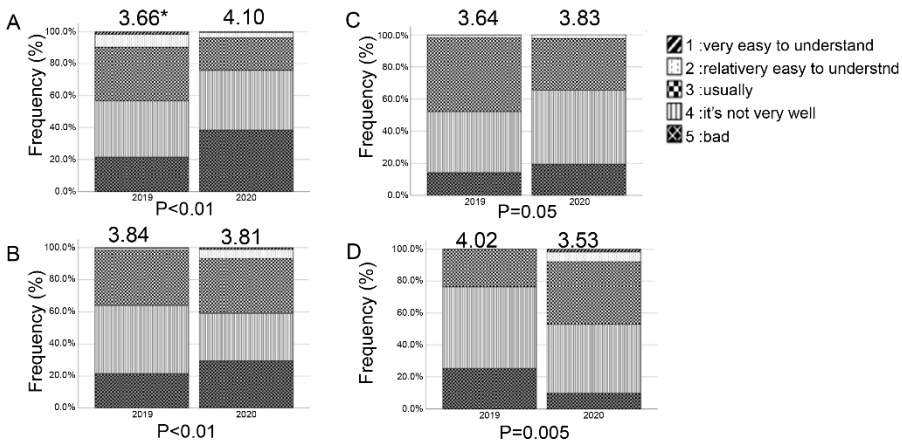 A
3.66* 4.10
Frequency (%)
100.0%
80.0%
60.0%
40.0%
20.0%
0.0%
2019 2020
P<0.01
B
3.84 3.81
Frequency (%)
100.0%
80.0%
60.0%
40.0%
20.0%
0.0%
2019 2020
P<0.01
C
3.64 3.83
Frequency (%)
100.0%
80.0%
60.0%
40.0%
20.0%
0.0%
2019 2020
P=0.05
D
4.02 3.53
Frequency (%)
100.0%
80.0%
60.0%
40.0%
20.0%
0.0%
2019 2020
P=0.005
1 :very easy to understand
2 :relativery easy to understnd
3 :usually
4 :it's not very well
5 :bad